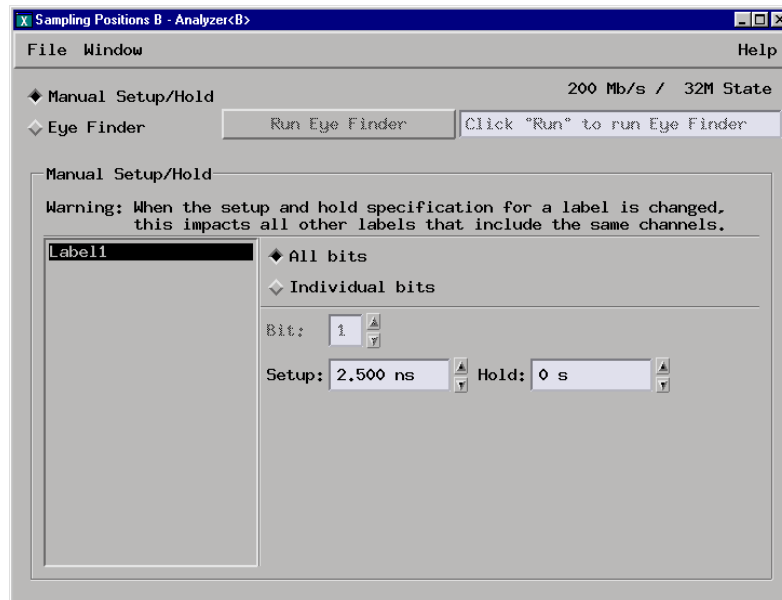 Sampling Positions B - Analyzer<B>
File Window Help
Manual Setup/Hold 200 Mb/s / 32M State
Eye Finder Run Eye Finder Click "Run" to run Eye Finder
Manual Setup/Hold
Warning: When the setup and hold specification for a label is changed,
this impacts all other labels that include the same channels.
Label1 All bits
Individual bits
Bit: 1
Setup: 2.500 ns Hold: 0 s